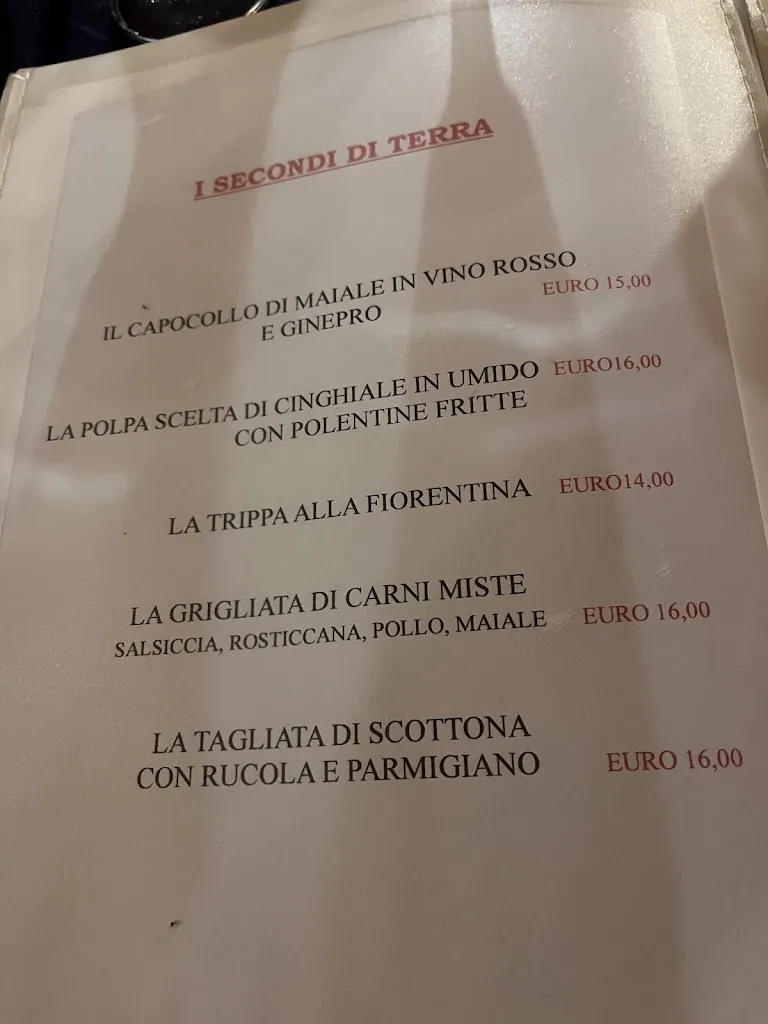 I SECONDI DI TERRA
IL CAPOCOLLO DI MAIALE IN VINO ROSSO
E GINEPRO EURO 15,00
LA POLPA SCELTA DI CINGHIALE IN UMIDO EURO16,00
CON POLENTINE FRITTE
LA TRIPPA ALLA FIORENTINA EURO14,00
LA GRIGLIATA DI CARNI MISTE
SALSICCIA, ROSTICCANA, POLLO, MAIALE EURO 16,00
LA TAGLIATA DI SCOTTONA
CON RUCOLA E PARMIGIANO EURO 16,00